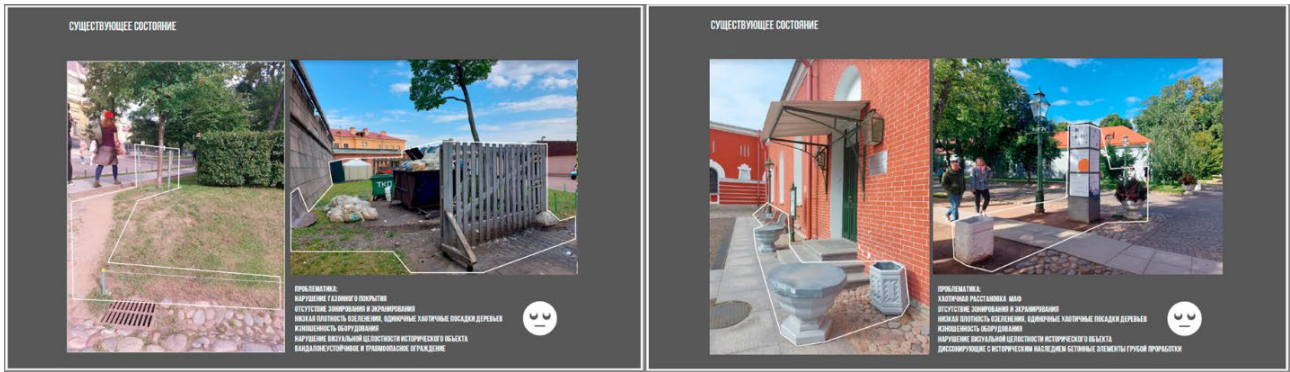 СУЩЕСТВУЮЩЕЕ СОСТОЯНИЕ
ТКО
ПРОБЛЕМАТИКА:
НАРУШЕНИЕ ГАЗОННОГО ПОКРЫТИЯ
ОТСУТСТВИЕ ЗОНИРОВАНИЯ И ЭКРАНИРОВАНИЯ
НИЗКАЯ ПЛОТНОСТЬ ОЗЕЛЕНЕНИЯ, ОДИНОЧНЫЕ ХАОТИЧНЫЕ ПОСАДКИ ДЕРЕВЬЕВ
ИЗНОШЕННОСТЬ ОБОРУДОВАНИЯ
НАРУШЕНИЕ ВИЗУАЛЬНОЙ ЦЕЛОСТНОСТИ ИСТОРИЧЕСКОГО ОБЪЕКТА
ВАНДАЛОНЕУСТОЙЧИВОЕ И ТРАВМООПАСНОЕ ОГРАЖДЕНИЕ
СУЩЕСТВУЮЩЕЕ СОСТОЯНИЕ
ПРОБЛЕМАТИКА:
ХАОТИЧНАЯ РАССТАНОВКА МАФ
ОТСУТСТВИЕ ЗОНИРОВАНИЯ И ЭКРАНИРОВАНИЯ
НИЗКАЯ ПЛОТНОСТЬ ОЗЕЛЕНЕНИЯ, ОДИНОЧНЫЕ ХАОТИЧНЫЕ ПОСАДКИ ДЕРЕВЬЕВ
ИЗНОШЕННОСТЬ ОБОРУДОВАНИЯ
НАРУШЕНИЕ ВИЗУАЛЬНОЙ ЦЕЛОСТНОСТИ ИСТОРИЧЕСКОГО ОБЪЕКТА
ДИССОНИРУЮЩИЕ С ИСТОРИЧЕСКИМ НАСЛЕДИЕМ БЕТОННЫЕ ЭЛЕМЕНТЫ ГРУБОЙ ПРОРАБОТКИ